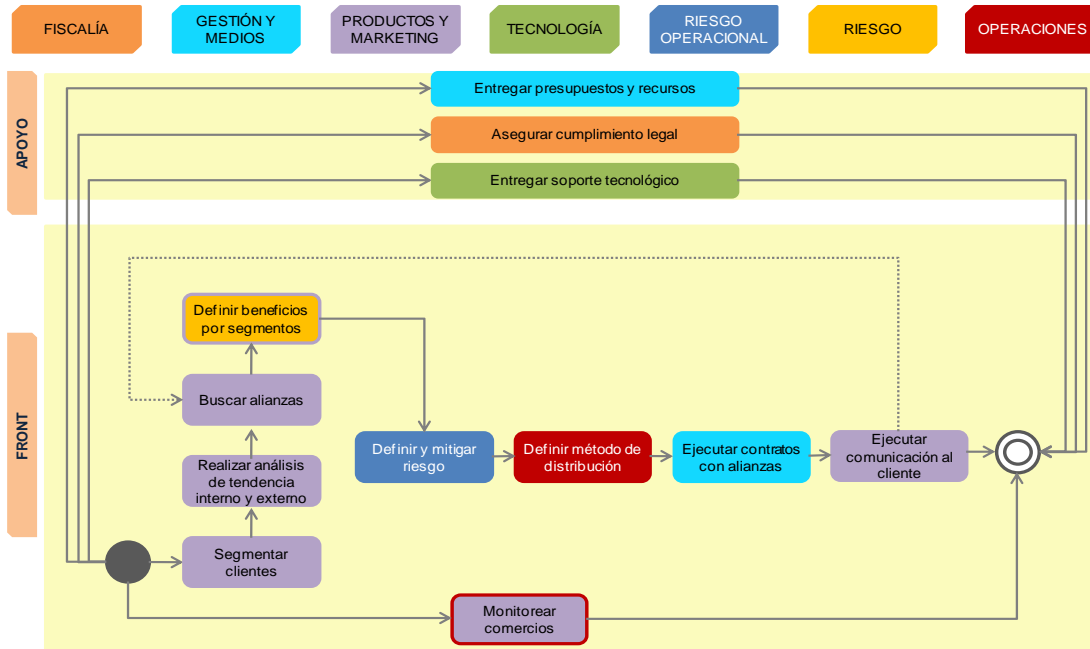 FISCALÍA
GESTIÓN Y
MEDIOS
PRODUCTOS Y
MARKETING
TECNOLOGÍA
RIESGO
OPERACIONAL
RIESGO
OPERACIONES
APOYO
Entregar presupuestos y recursos
Asegurar cumplimiento legal
Entregar soporte tecnológico
FRONT
Definir beneficios
por segmentos
Buscar alianzas
Realizar análisis
de tendencia
interno y externo
Segmentar
clientes
Definir y mitigar
riesgo
Definir método de
distribución
Ejecutar contratos
con alianzas
Ejecutar
comunicación al
cliente
Monitorear
comercios